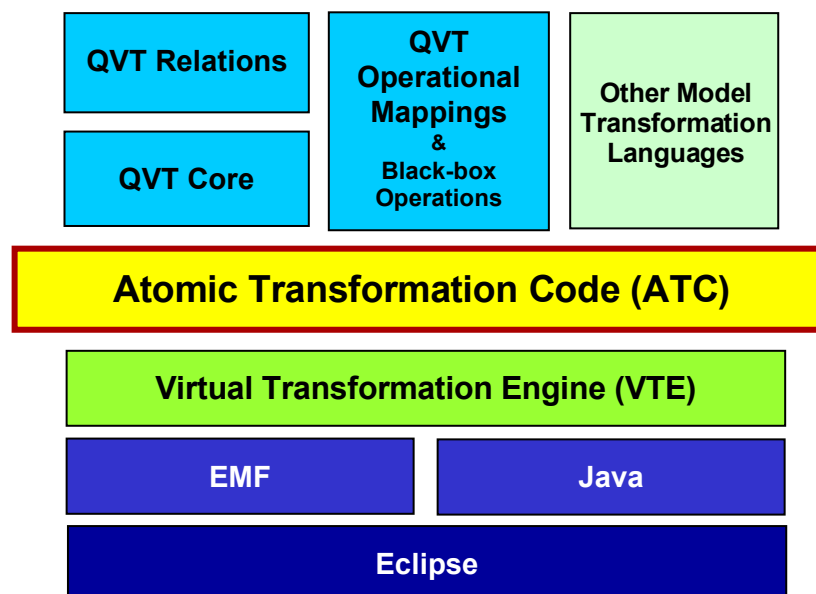 QVT Relations
QVT Core
QVT
Operational
Mappings
&
Black-box
Operations
Other Model
Transformation
Languages
Atomic Transformation Code (ATC)
Virtual Transformation Engine (VTE)
EMF
Java
Eclipse